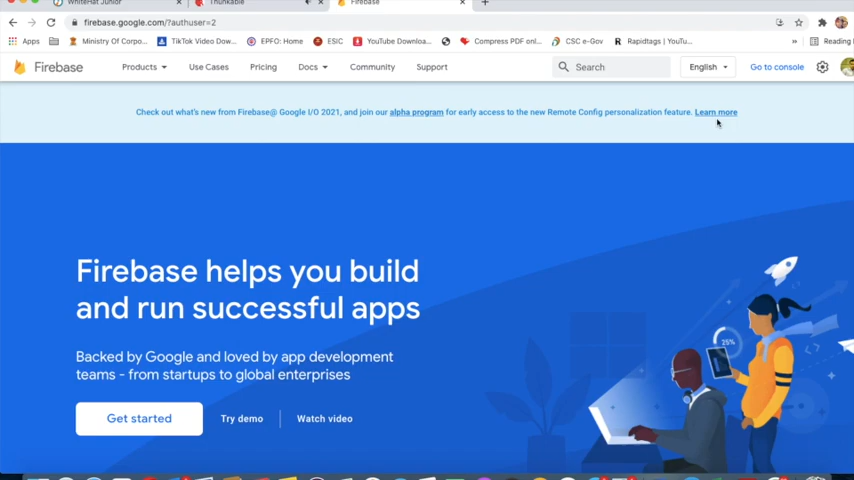 WhiteHat Junior
Thunkable
Firebase
firebase.google.com/?authuser=2
Apps
Ministry Of Corpo...
TikTok Video Dow...
EPFO: Home
ESIC
YouTube Downloa...
Compress PDF onl...
CSC e-Gov
Rapidtags | YouTu...
»
Reading
Firebase
Products
Use Cases
Pricing
Docs
Community
Support
Search
English
Go to console
Check out what's new from Firebase@ Google I/O 2021, and join our alpha program for early access to the new Remote Config personalization feature. Learn more
Firebase helps you build
and run successful apps
Backed by Google and loved by app development
teams - from startups to global enterprises
Get started
Try demo
Watch video
25%